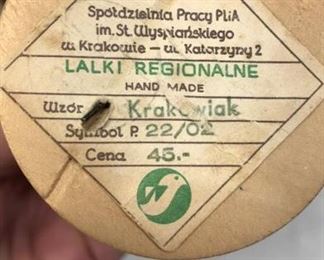 Spółdzielnia Pracy PLiA
im. St. Wyspiańskiego
w Krakowie – ul. Katarzyny 2
LALKI REGIONALNE
HAND MADE
Wzór Krakowiak
Symbol P. 22/02
Cena 45.-